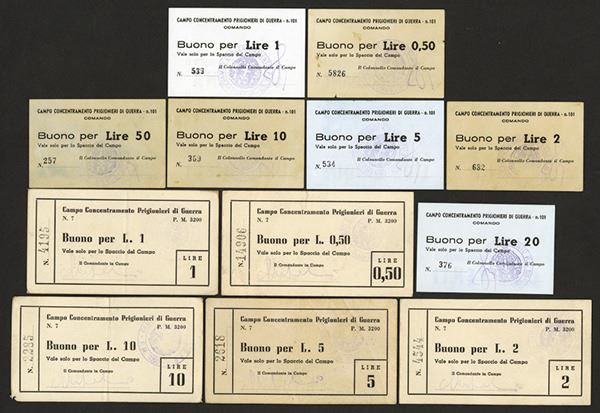 CAMPO CONCENTRAMENTO PRIGIONIERI DI GUERRA - n. 101
COMANDO
Buono per Lire 1
Vale solo per lo Spaccio del Campo
Il Colonnello Comandante il Campo
N. 533
CAMPO CONCENTRAMENTO PRIGIONIERI DI GUERRA - n. 101
COMANDO
Buono per Lire 0,50
Vale solo per lo Spaccio del Campo
Il Colonnello Comandante il Campo
N. 5826
CAMPO CONCENTRAMENTO PRIGIONIERI DI GUERRA - n. 101
COMANDO
Buono per Lire 50
Vale solo per lo Spaccio del Campo
Il Colonnello Comandante il Campo
N. 257
CAMPO CONCENTRAMENTO PRIGIONIERI DI GUERRA - n. 101
COMANDO
Buono per Lire 10
Vale solo per lo Spaccio del Campo
Il Colonnello Comandante il Campo
N. 359
CAMPO CONCENTRAMENTO PRIGIONIERI DI GUERRA - n. 101
COMANDO
Buono per Lire 5
Vale solo per lo Spaccio del Campo
Il Colonnello Comandante il Campo
N. 534
CAMPO CONCENTRAMENTO PRIGIONIERI DI GUERRA - n. 101
COMANDO
Buono per Lire 2
Vale solo per lo Spaccio del Campo
Il Colonnello Comandante il Campo
N. 682
Campo Concentramento Prigionieri di Guerra
N. 7 P. M. 3200
Buono per L. 1
Vale solo per lo Spaccio del Campo
Il Comandante in Campo
LIRE
1
N. 4195
Campo Concentramento Prigionieri di Guerra
N. 7 P. M. 3200
Buono per L. 0,50
Vale solo per lo Spaccio del Campo
Il Comandante in Campo
LIRE
0,50
N. 14906
CAMPO CONCENTRAMENTO PRIGIONIERI DI GUERRA - n. 101
COMANDO
Buono per Lire 20
Vale solo per lo Spaccio del Campo
Il Colonnello Comandante il Campo
N. 376
Campo Concentramento Prigionieri di Guerra
N. 7 P. M. 3200
Buono per L. 10
Vale solo per lo Spaccio del Campo
Il Comandante in Campo
LIRE
10
N. 2285
Campo Concentramento Prigionieri di Guerra
N. 7 P. M. 3200
Buono per L. 5
Vale solo per lo Spaccio del Campo
Il Comandante in Campo
LIRE
5
N. 2618
Campo Concentramento Prigionieri di Guerra
N. 7 P. M. 3200
Buono per L. 2
Vale solo per lo Spaccio del Campo
Il Comandante in Campo
LIRE
2
N. 4544